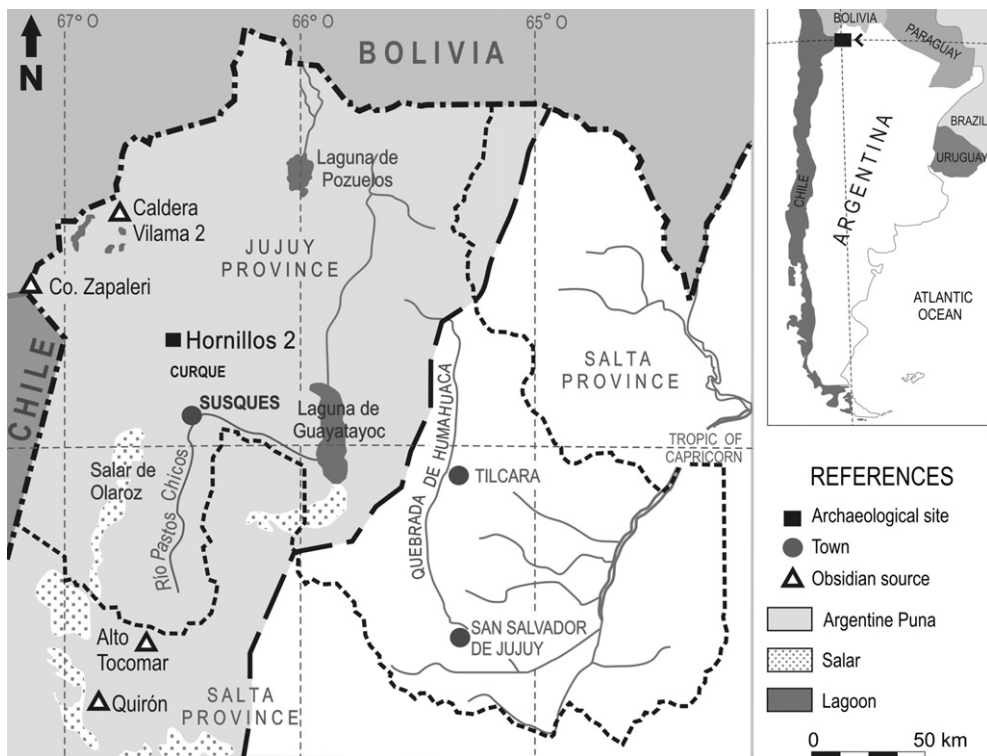 67° O
66° O
65° O
N
BOLIVIA
Laguna de
Pozuelos
Caldera
Vilama 2
JUJUY
PROVINCE
Co. Zapaleri
CHILE
Hornillos 2
CURQUE
SUSQUES
Laguna de
Guayatayoc
SALTA
PROVINCE
QUEBRADA DE HUMAHUACA
TROPIC OF
CAPRICORN
Salar de
Olaroz
Río Pastos Chicos
TILCARA
Alto
Tocomar
SAN SALVADOR
DE JUJUY
Quirón
SALTA
PROVINCE
BOLIVIA
PARAGUAY
BRAZIL
URUGUAY
CHILE
ARGENTINA
ATLANTIC
OCEAN
REFERENCES
Archaeological site
Town
Obsidian source
Argentine Puna
Salar
Lagoon
0 50 km